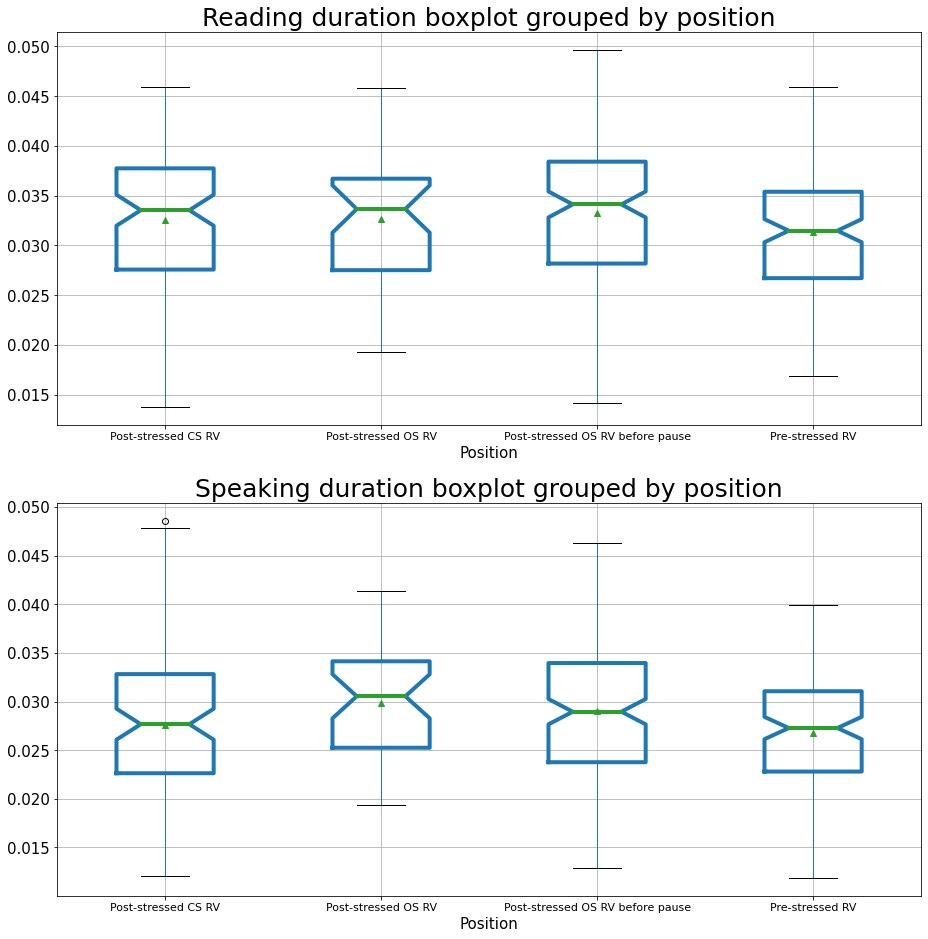 Reading duration boxplot grouped by position
0.050
0.045
0.040
0.035
0.030
0.025
0.020
0.015
Post-stressed CS RV Post-stressed OS RV Post-stressed OS RV before pause Pre-stressed RV
Position
Speaking duration boxplot grouped by position
0.050
0.045
0.040
0.035
0.030
0.025
0.020
0.015
Post-stressed CS RV Post-stressed OS RV Post-stressed OS RV before pause Pre-stressed RV
Position